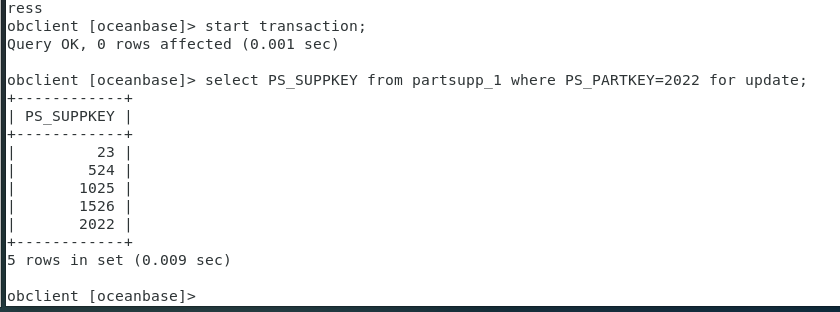 ress
obclient [oceanbase]> start transaction;
Query OK, 0 rows affected (0.001 sec)
obclient [oceanbase]> select PS_SUPPKEY from partsupp_1 where PS_PARTKEY=2022 for update;
+------------+
| PS_SUPPKEY |
+------------+
|         23 |
|        524 |
|       1025 |
|       1526 |
|       2022 |
+------------+
5 rows in set (0.009 sec)
obclient [oceanbase]>